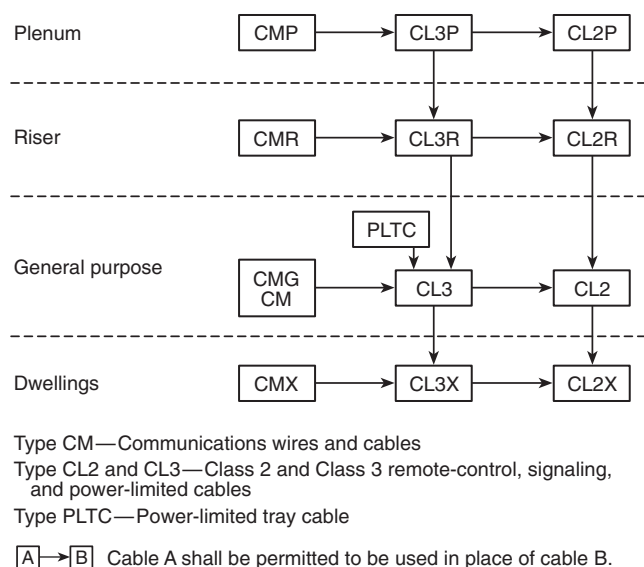 Plenum CMP CL3P CL2P
Riser CMR CL3R CL2R
PLTC
General purpose CMG CM CL3 CL2
Dwellings CMX CL3X CL2X
Type CM—Communications wires and cables
Type CL2 and CL3—Class 2 and Class 3 remote-control, signaling,
and power-limited cables
Type PLTC—Power-limited tray cable
A B Cable A shall be permitted to be used in place of cable B.